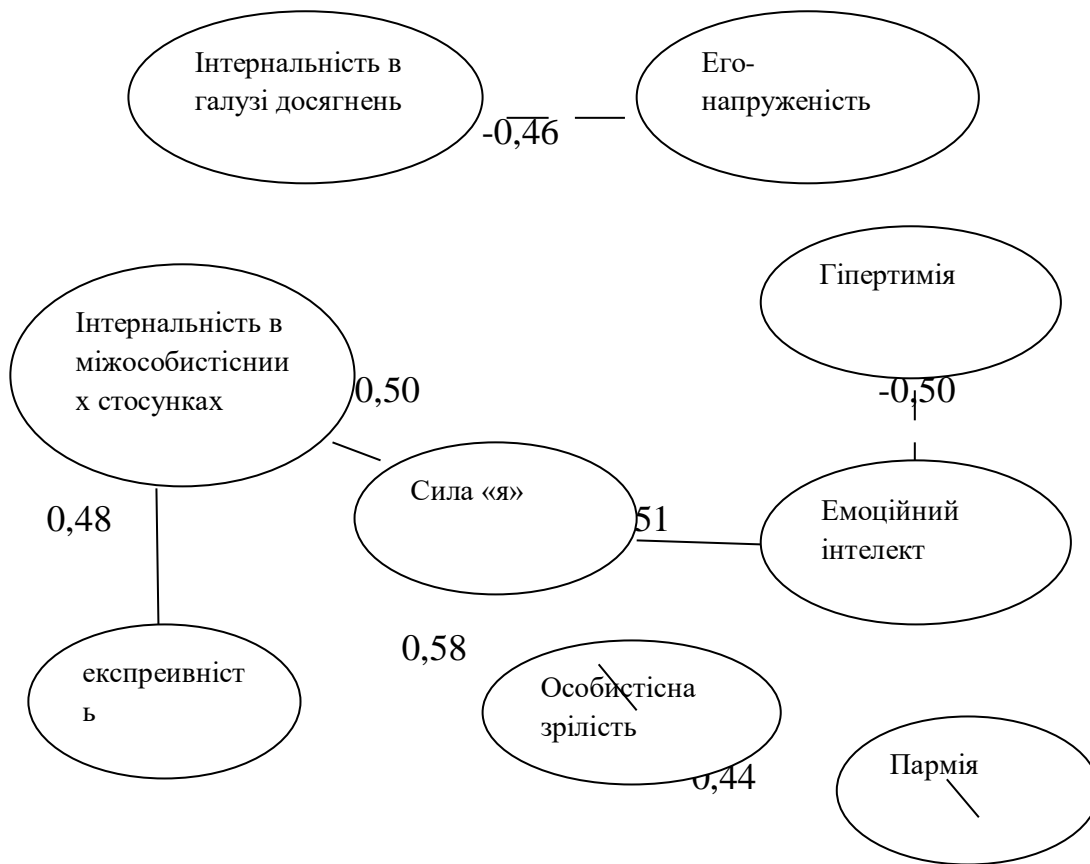 Інтернальність в
галузі досягнень
Его-
напруженість
-0,46
Гіпертимія
Інтернальність в
міжособистісний
х стосунках
0,50
-0,50
Сила «я»
51
Емоційний
інтелект
0,48
0,58
експреивніст
ь
Особистісна
зрілість
0,44
Пармія